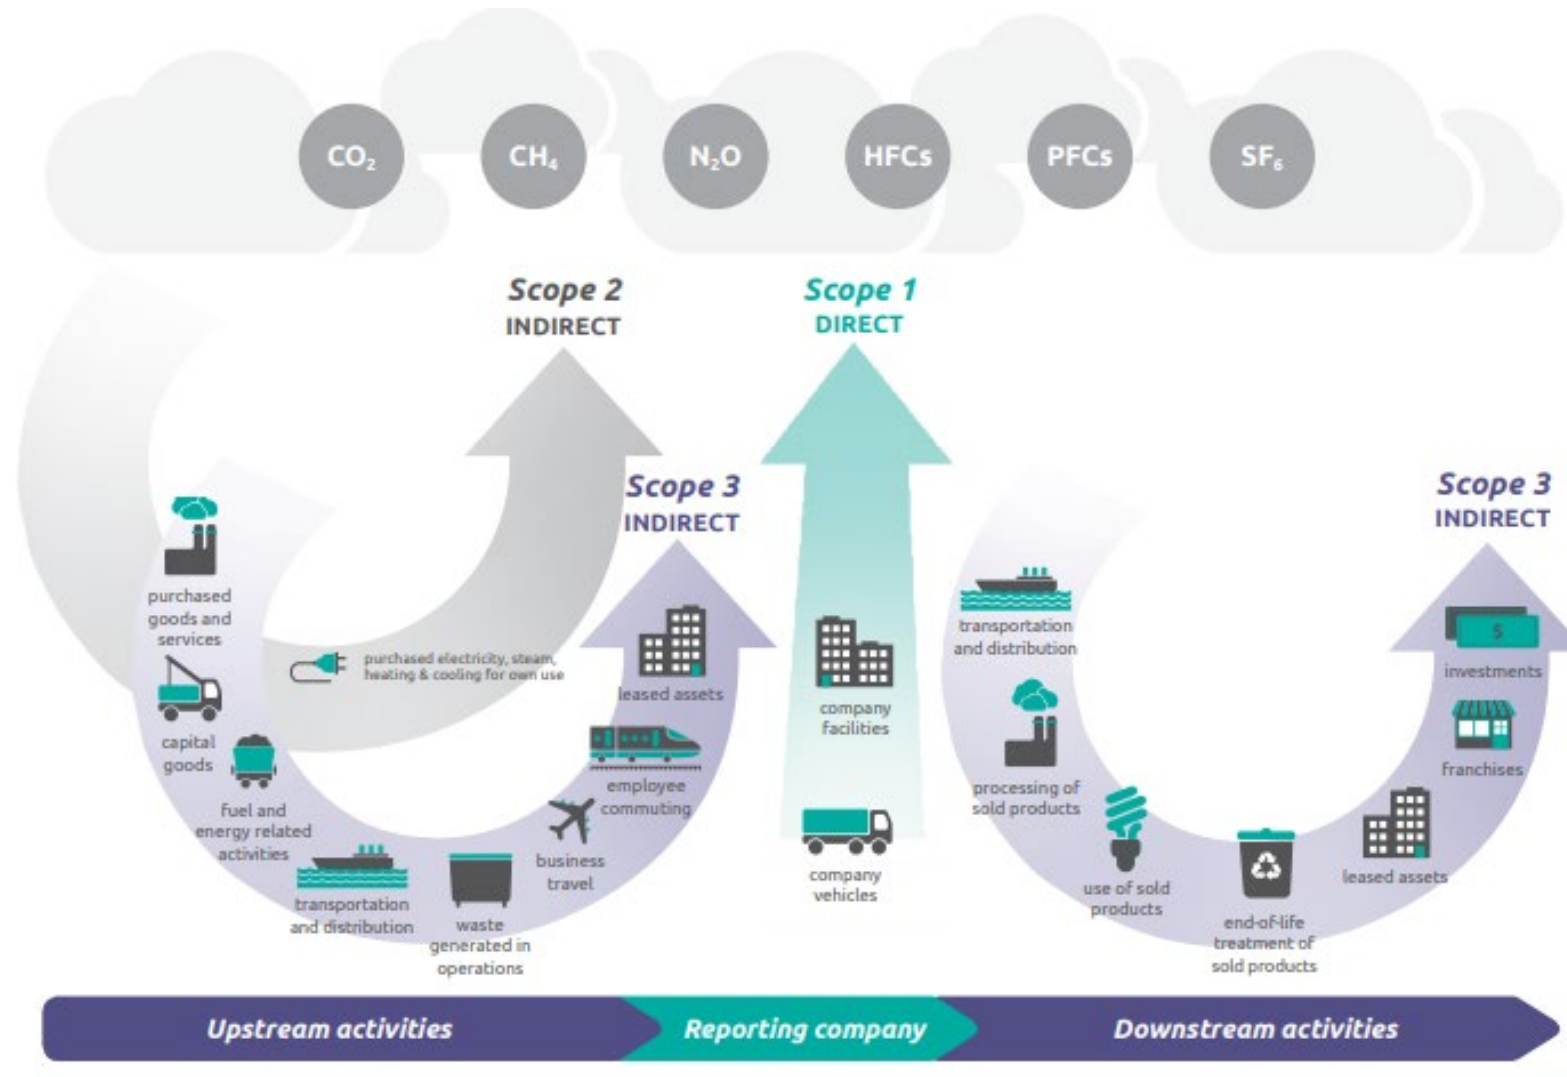 CO₂
CH₄
N₂O
HFCs
PFCs
SF₆
Scope 2
INDIRECT
Scope 1
DIRECT
Scope 3
INDIRECT
Scope 3
INDIRECT
purchased
goods and
services
capital
goods
fuel and
energy related
activities
transportation
and distribution
waste
generated in
operations
business
travel
employee
commuting
leased assets
purchased electricity, steam,
heating & cooling for own use
company
facilities
company
vehicles
transportation
and distribution
processing of
sold products
use of sold
products
end-of-life
treatment of
sold products
leased assets
franchises
investments
$
Upstream activities
Reporting company
Downstream activities